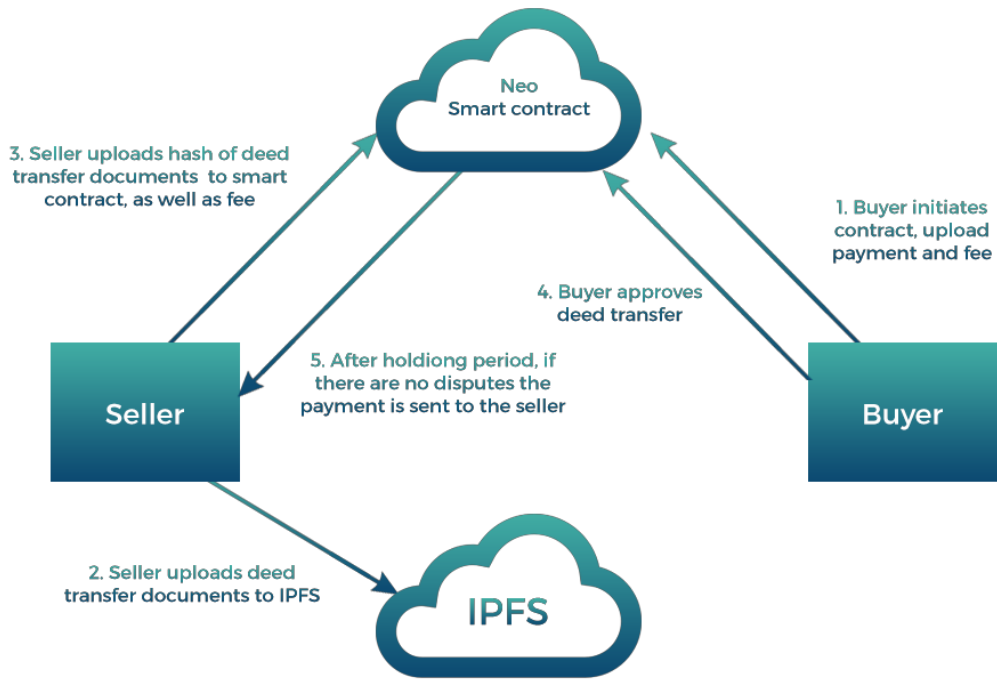 Neo
Smart contract
3. Seller uploads hash of deed
transfer documents to smart
contract, as well as fee
1. Buyer initiates
contract, upload
payment and fee
4. Buyer approves
deed transfer
5. After holdiong period, if
there are no disputes the
payment is sent to the seller
Seller
Buyer
2. Seller uploads deed
transfer documents to IPFS
IPFS